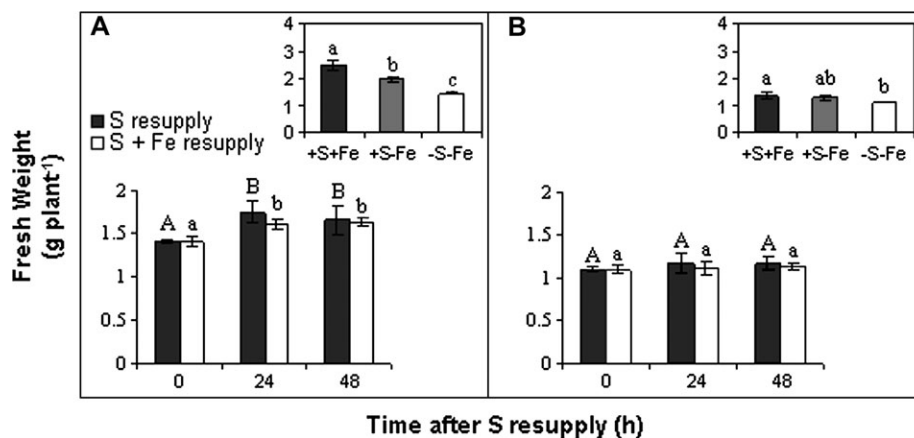 A
4
3
2
1
0
a
b
c
+S+Fe
+S-Fe
-S-Fe
S resupply
S + Fe resupply
2
1.5
1
0.5
0
A a
B b
B b
0 24 48
B
4
3
2
1
0
a
ab
b
+S+Fe
+S-Fe
-S-Fe
2
1.5
1
0.5
0
A a
A a
A a
0 24 48
Fresh Weight
(g plant-1)
Time after S resupply (h)